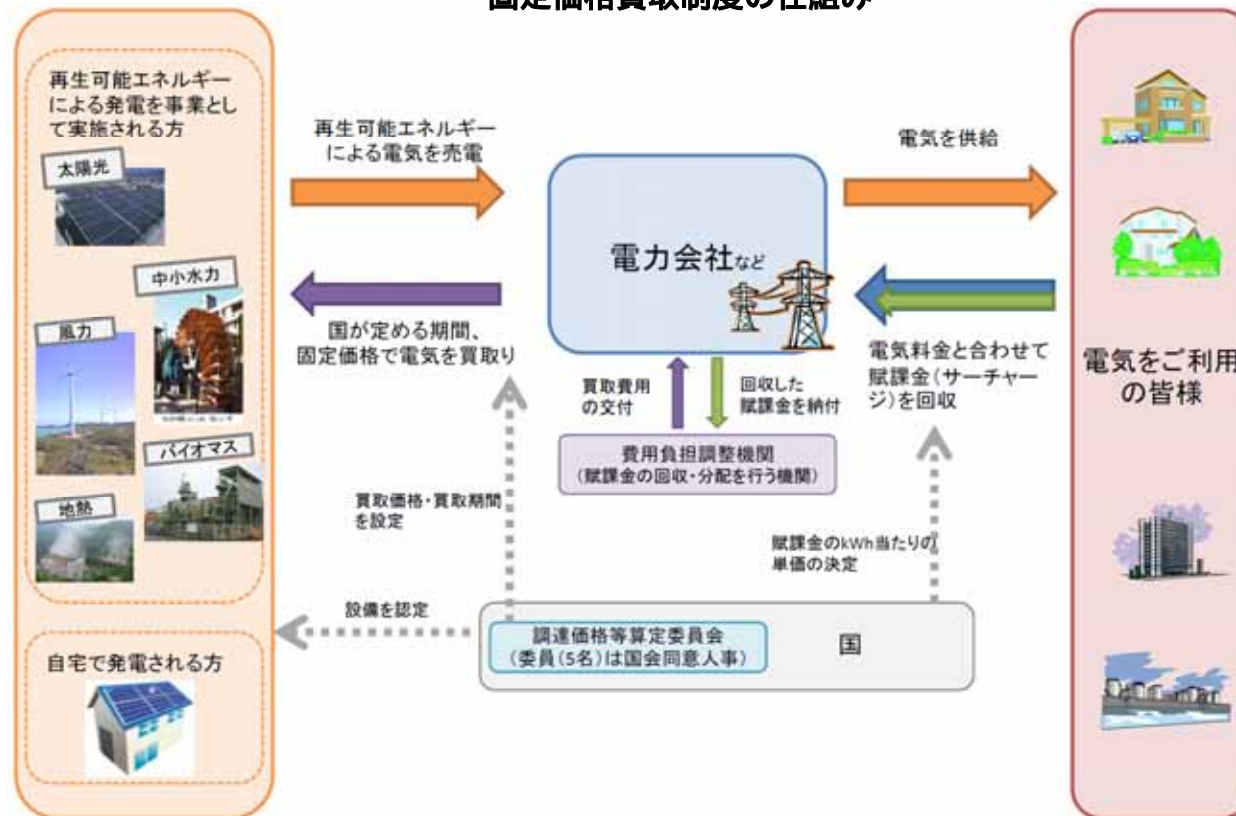 固定価格買取制度の仕組み
再生可能エネルギー
による発電を事業とし
て実施される方
太陽光
中小水力
風力
バイオマス
地熱
自宅で発電される方
再生可能エネルギー
による電気を売電
国が定める期間、
固定価格で電気を買取り
電力会社など
買取費用
の交付
回収した
賦課金を納付
費用負担調整機関
(賦課金の回収・分配を行う機関)
電気を供給
電気料金と合わせて
賦課金(サーチャー
ジ)を回収
電気をご利用
の皆様
買取価格・買取期間
を設定
賦課金のkWh当たりの
単価の決定
設備を認定
調達価格等算定委員会
(委員(5名)は国会同意人事)
国